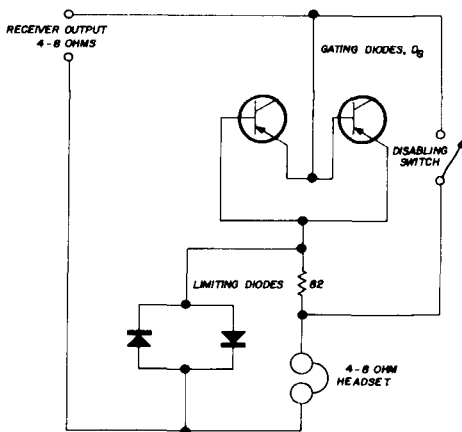 RECEIVER OUTPUT
4-8 OHMS
GATING DIODES, DG
DISABLING
SWITCH
LIMITING DIODES
82
4-8 OHM
HEADSET